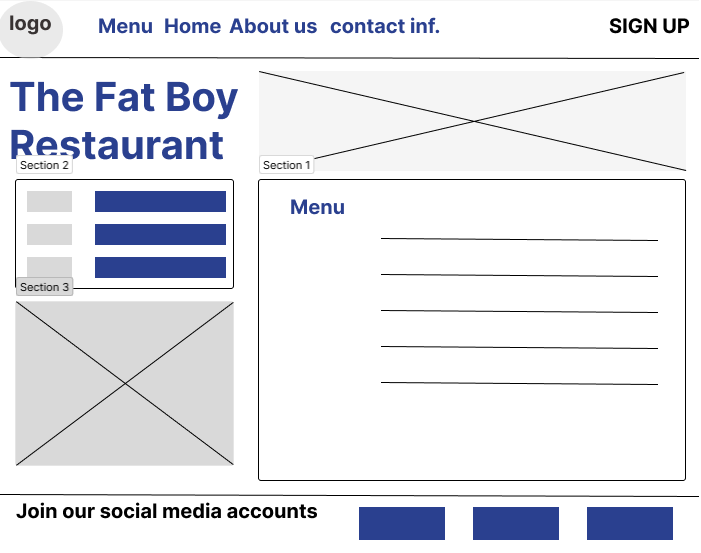 logo
Menu Home About us contact inf.
SIGN UP
The Fat Boy
Restaurant
Section 2
Section 1
Menu
Section 3
Join our social media accounts